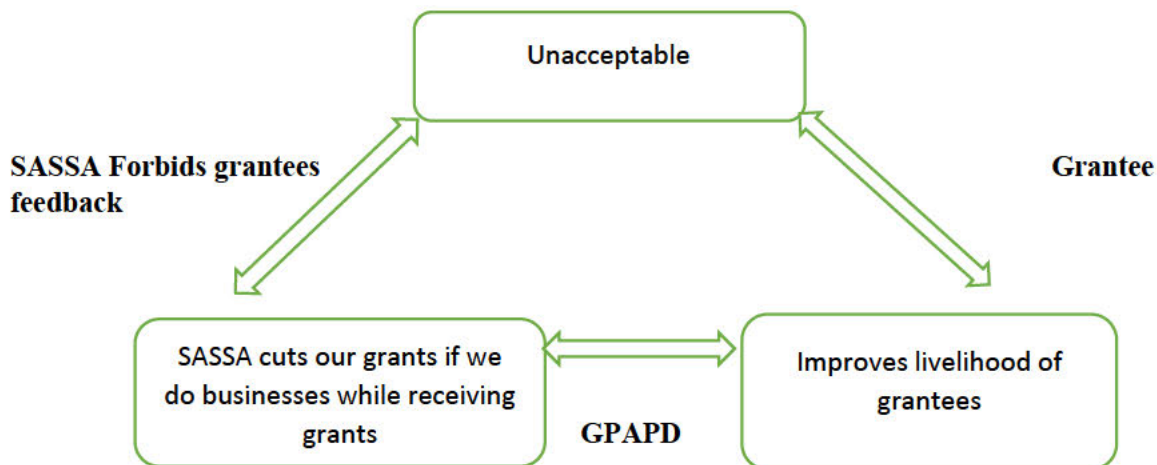 Unacceptable
SASSA Forbids grantees
feedback
Grantee
SASSA cuts our grants if we
do businesses while receiving
grants
Improves livelihood of
grantees
GPAPD